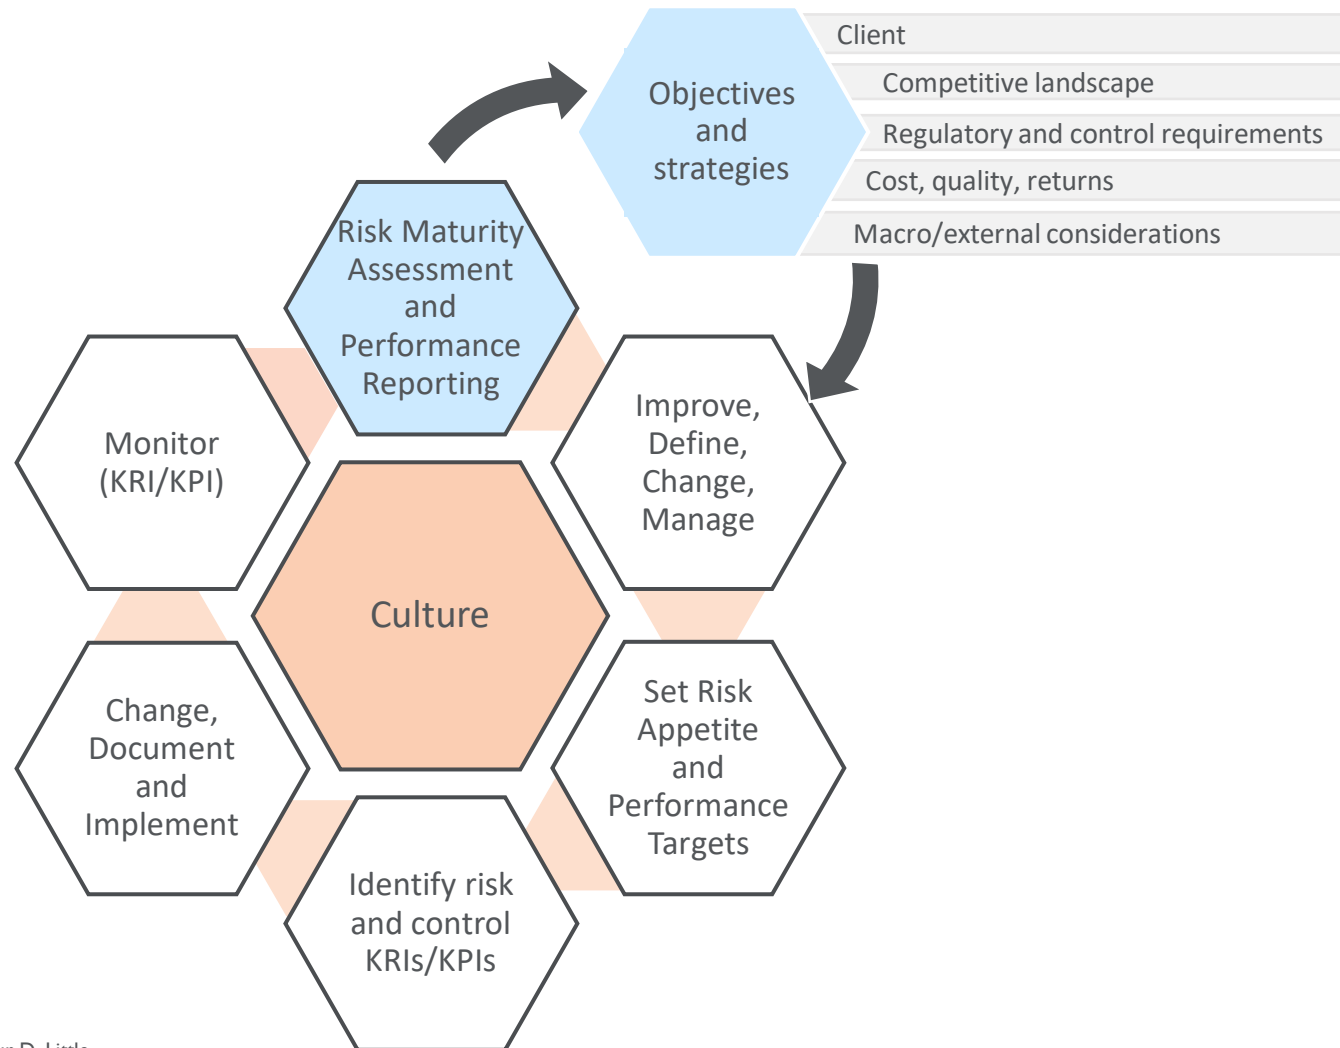 Client
Objectives
and
strategies
Competitive landscape
Regulatory and control requirements
Cost, quality, returns
Macro/external considerations
Risk Maturity
Assessment
and
Performance
Reporting
Improve,
Define,
Change,
Manage
Monitor
(KRI/KPI)
Culture
Set Risk
Appetite
and
Performance
Targets
Change,
Document
and
Implement
Identify risk
and control
KRIs/KPIs